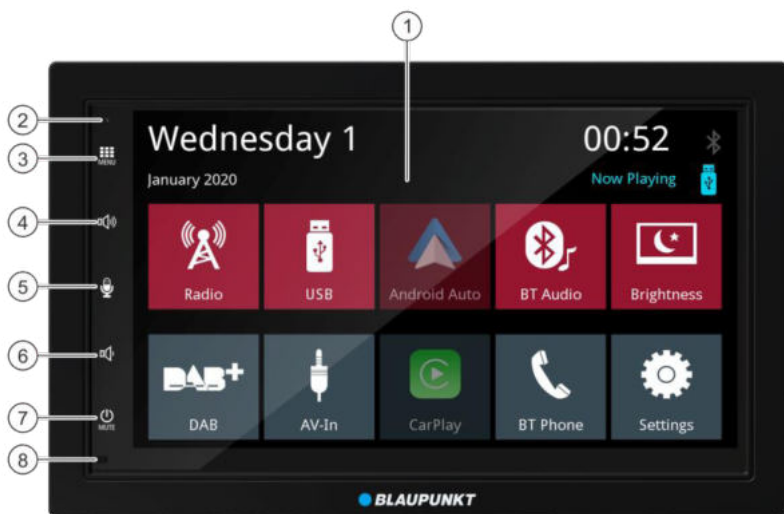 1
2
3
MENU
4
5
6
7
MUTE
8
Wednesday 1
00:52
January 2020
Now Playing
Radio
USB
Android Auto
BT Audio
Brightness
DAB+
DAB
AV-In
CarPlay
BT Phone
Settings
BLAUPUNKT